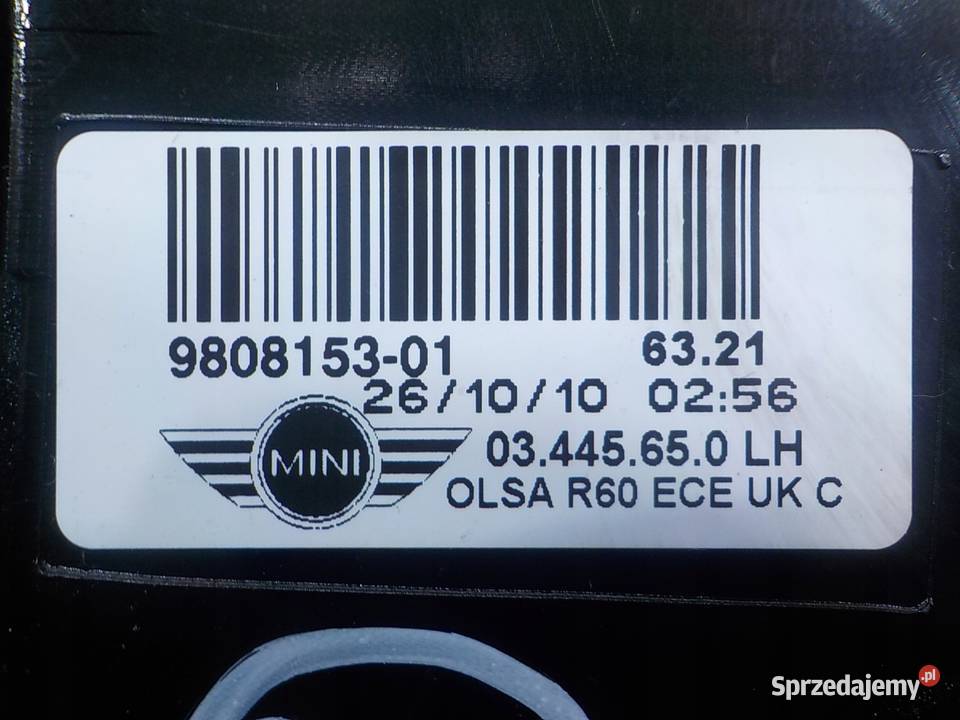 9808153-01 63.21
26/10/10 02:56
MINI
03.445.65.0 LH
OLSA R60 ECE UK C
Sprzedajemy.pl